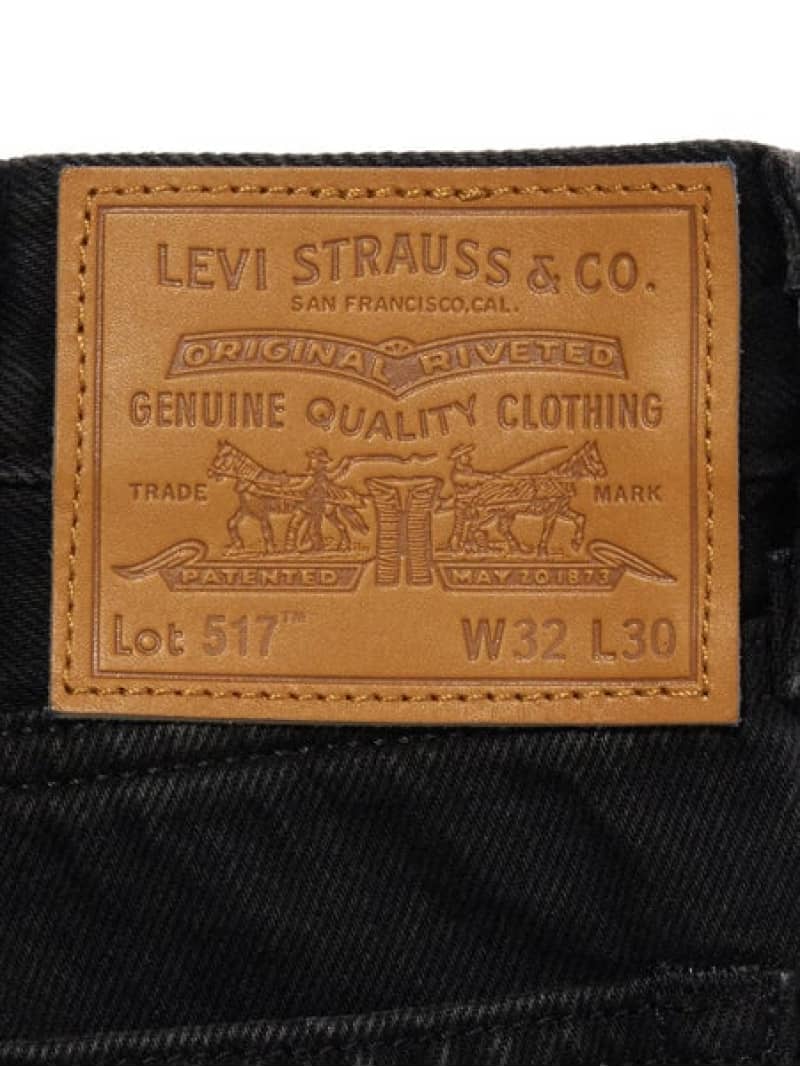 LEVI STRAUSS & CO.
SAN FRANCISCO, CAL.
ORIGINAL RIVETED
GENUINE QUALITY CLOTHING
TRADE MARK
PATENTED MAY 20 1873
Lot 517™ W32 L30